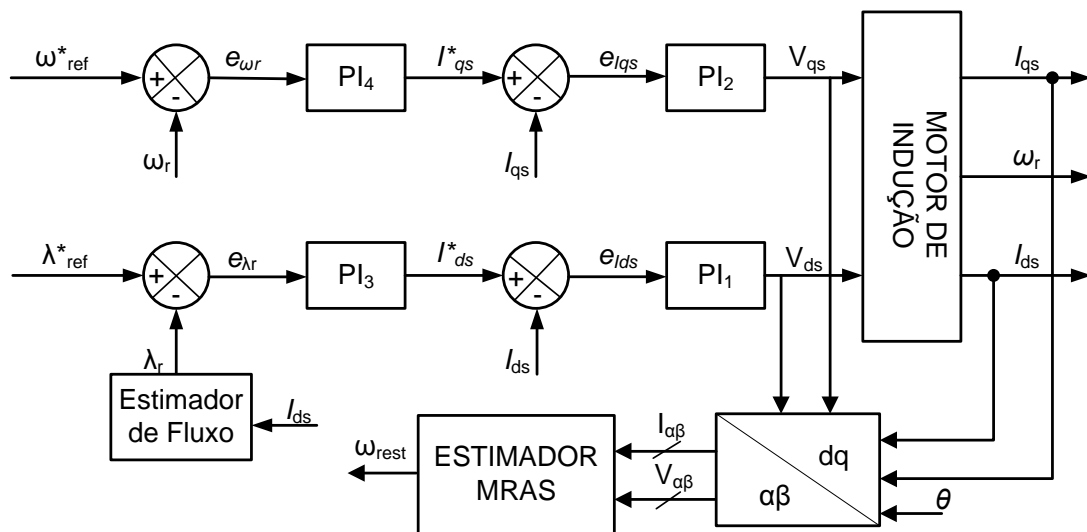 ω*ref
+
-
eωr
PI4
I*qs
+
-
eIqs
PI2
Vqs
Iqs
ωr
Iqs
MOTOR DE
INDUÇÃO
ωr
λ*ref
+
-
eλr
PI3
I*ds
+
-
eIds
PI1
Vds
Ids
λr
Ids
Estimador
de Fluxo
Ids
ωrest
ESTIMADOR
MRAS
Iαβ
Vαβ
dq
αβ
θ